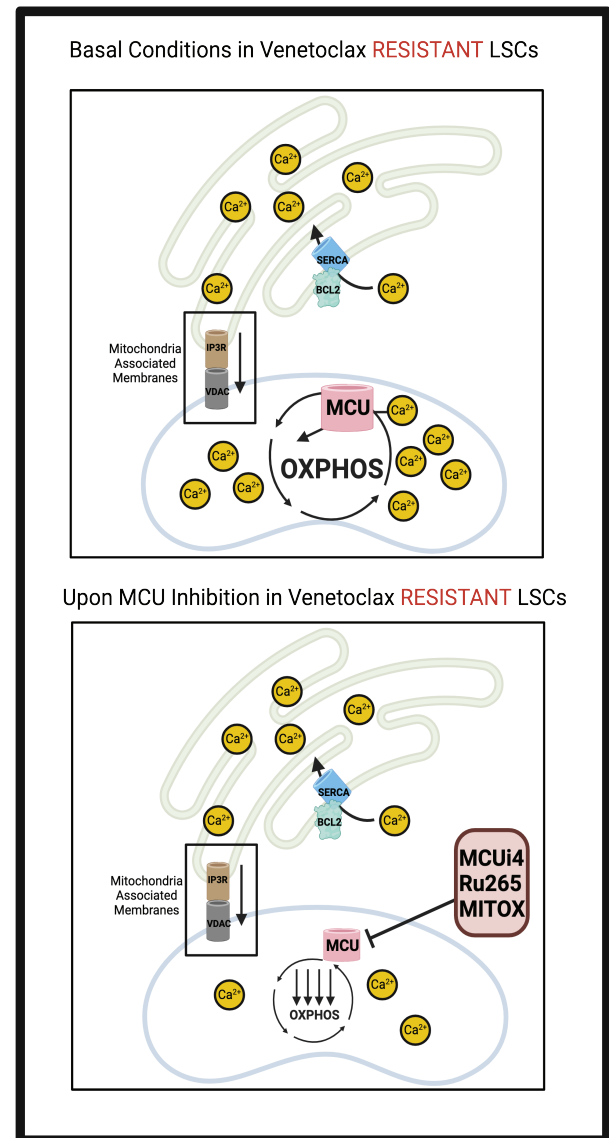 Basal Conditions in Venetoclax RESISTANT LSCs
Ca²⁺
Ca²⁺
Ca²⁺
Ca²⁺
SERCA
BCL2
Ca²⁺
Ca²⁺
Mitochondria
Associated
Membranes
IP3R
VDAC
MCU
Ca²⁺
Ca²⁺
Ca²⁺
Ca²⁺
Ca²⁺
Ca²⁺
Ca²⁺
Ca²⁺
OXPHOS
Upon MCU Inhibition in Venetoclax RESISTANT LSCs
Ca²⁺
Ca²⁺
Ca²⁺
Ca²⁺
SERCA
BCL2
Ca²⁺
Ca²⁺
MCUi4
Ru265
MITOX
Mitochondria
Associated
Membranes
IP3R
VDAC
MCU
Ca²⁺
Ca²⁺
Ca²⁺
OXPHOS